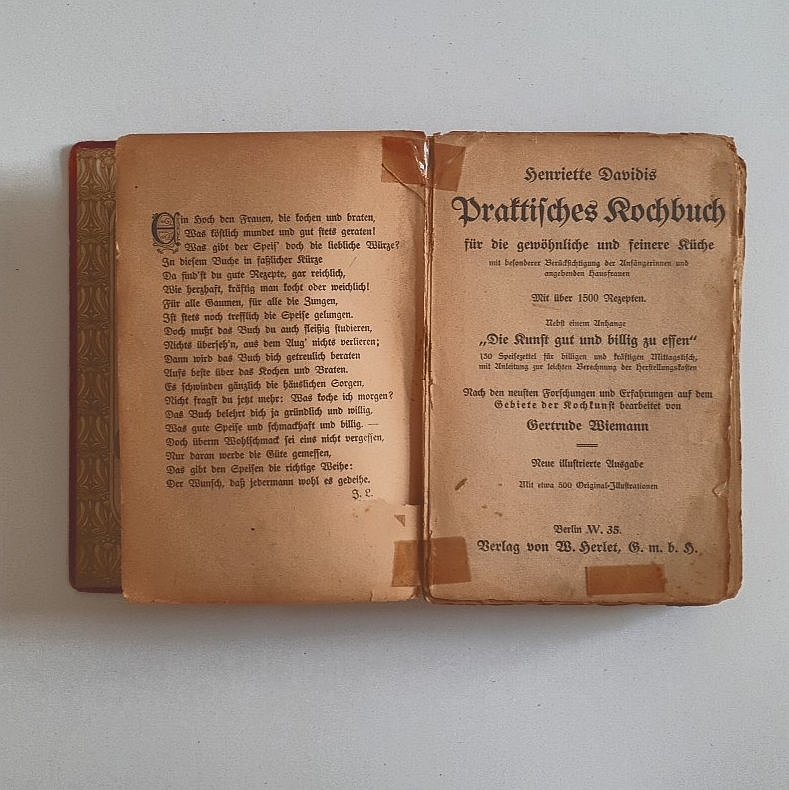 Ein Hoch den Frauen, die kochen und braten,
Was köstlich mundet und gut stets geraten!
Was gibt der Speis' doch die liebliche Würze?
In diesem Buche in faßlicher Kürze
Da find'st du gute Rezepte, gar reichlich,
Wie herzhaft, kräftig man kocht oder weichlich!
Für alle Gaumen, für alle die Zungen,
Ist stets noch trefflich die Speise gelungen.
Doch mußt das Buch du auch fleißig studieren,
Nichts überseh'n, aus dem Aug' nichts verlieren;
Dann wird das Buch dich getreulich beraten
Aufs beste über das Kochen und Braten.
Es schwinden gänzlich die häuslichen Sorgen,
Nicht fragst du jetzt mehr: Was koche ich morgen?
Das Buch belehrt dich ja gründlich und willig,
Was gute Speise und schmackhaft und billig. —
Doch überm Wohlschmack sei eins nicht vergessen,
Nur daran werde die Güte gemessen,
Das gibt den Speisen die richtige Weihe:
Der Wunsch, daß jedermann wohl es gedeihe.
J. L.
Henriette Davidis
Praktisches Kochbuch
für die gewöhnliche und feinere Küche
mit besonderer Berücksichtigung der Anfängerinnen und
angehenden Hausfrauen
Mit über 1500 Rezepten.
Nebst einem Anhange
„Die Kunst gut und billig zu essen“
130 Speisezettel für billigen und kräftigen Mittagstisch,
mit Anleitung zur leichten Berechnung der Herstellungskosten
Nach den neusten Forschungen und Erfahrungen auf dem
Gebiete der Kochkunst bearbeitet von
Gertrude Wiemann
Neue illustrierte Ausgabe
Mit etwa 500 Original-Illustrationen
Berlin W. 35.
Verlag von W. Herlet, G. m. b. H.